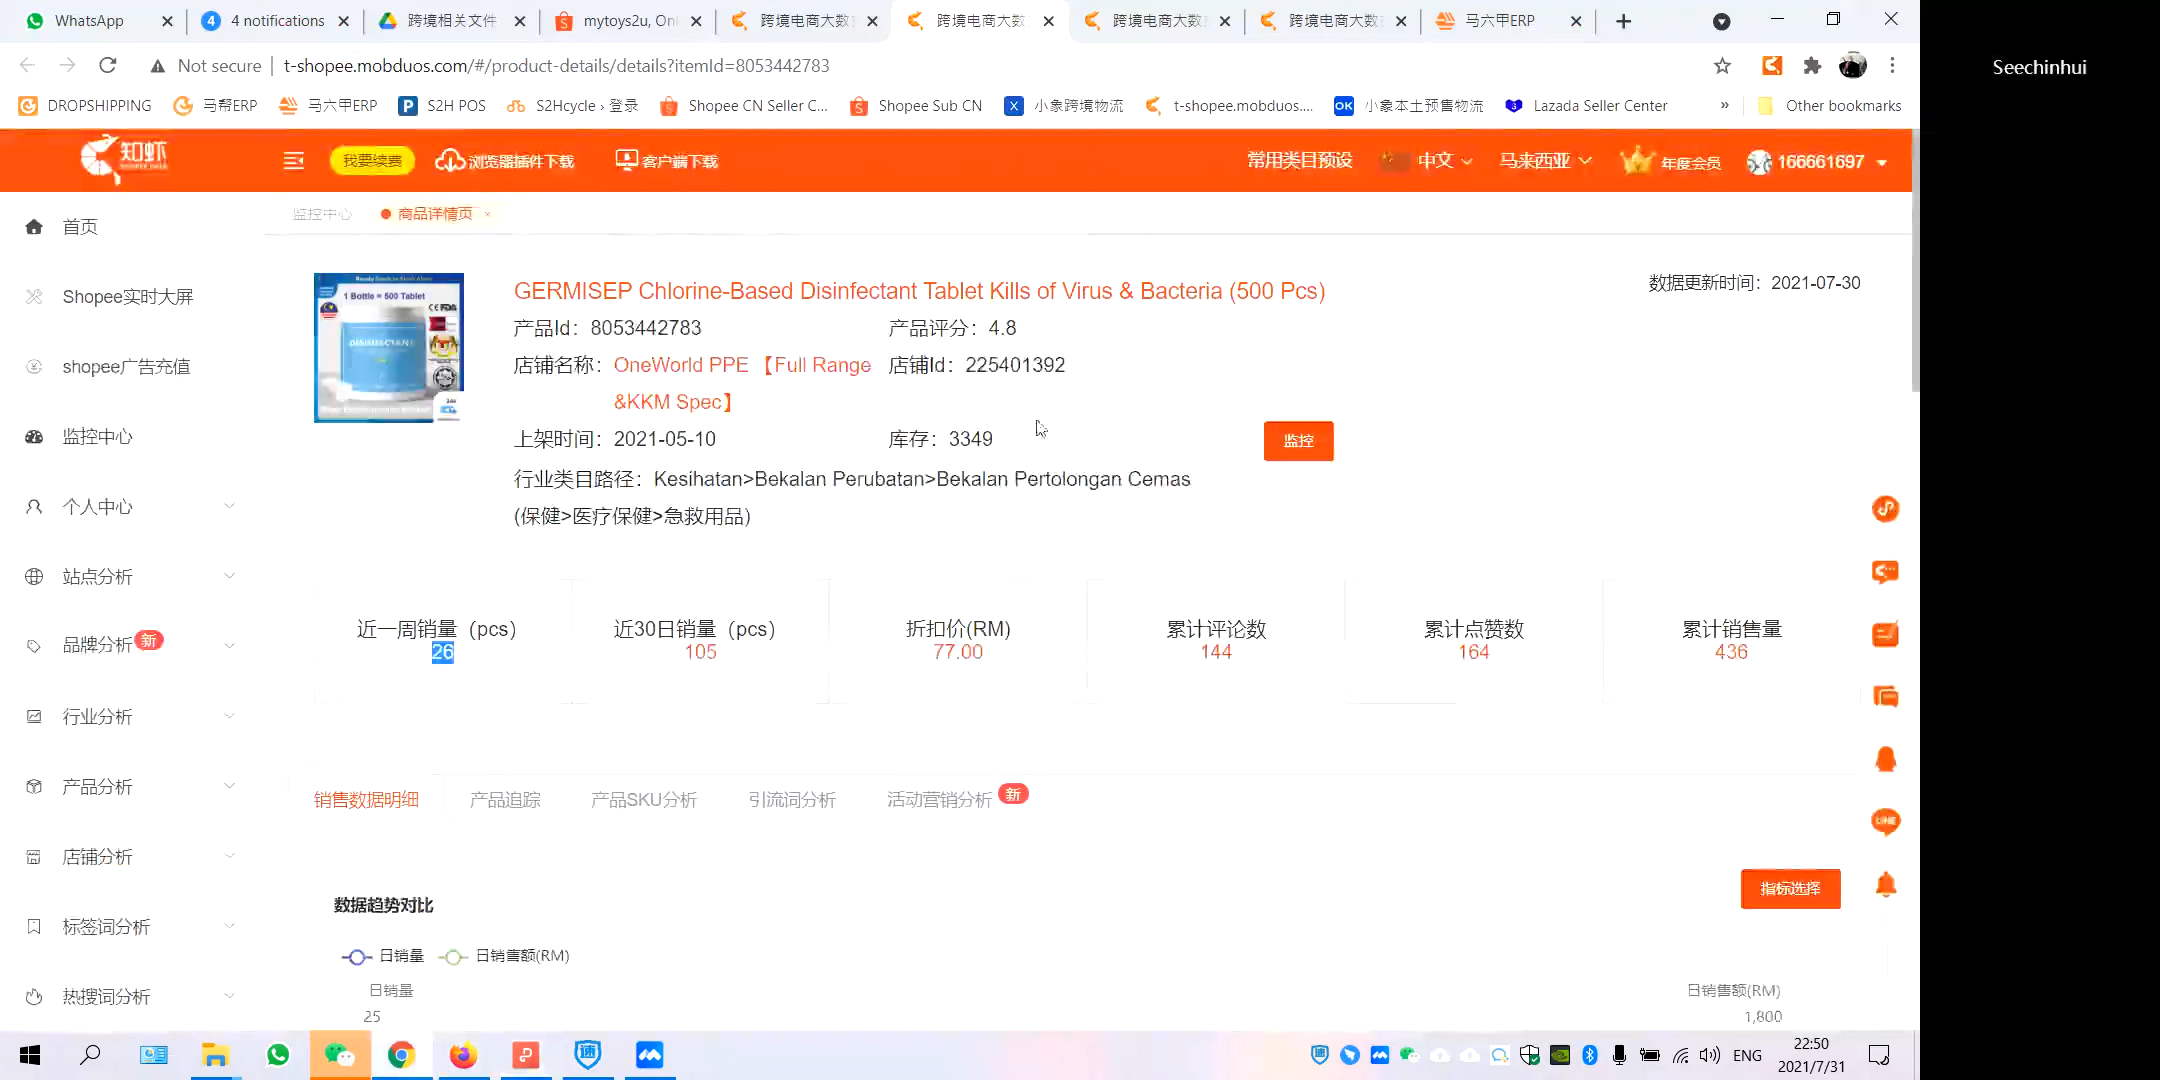 WhatsApp
4 notifications
跨境相关文件
mytoys2u, Onl
跨境电商大数
跨境电商大数
跨境电商大数
跨境电商大数
马六甲ERP
Not secure
t-shopee.mobduos.com/#/product-details/details?itemId=8053442783
Seechinhui
DROPSHIPPING
马帮ERP
马六甲ERP
S2H POS
S2Hcycle › 登录
Shopee CN Seller C...
Shopee Sub CN
小象跨境物流
t-shopee.mobduos....
小象本土预售物流
Lazada Seller Center
»
Other bookmarks
知虾
我要续费
浏览器插件下载
客户端下载
常用类目预设
中文
马来西亚
年度会员
166661697
监控中心
商品详情页
首页
Shopee实时大屏
shopee广告充值
监控中心
个人中心
站点分析
品牌分析 新
行业分析
产品分析
店铺分析
标签词分析
热搜词分析
1 Bottle = 500 Tablet
GERMISEP Chlorine-Based Disinfectant Tablet Kills of Virus & Bacteria (500 Pcs)
数据更新时间：2021-07-30
产品Id：8053442783
产品评分：4.8
店铺名称：OneWorld PPE 【Full Range
&KKM Spec】
店铺Id：225401392
上架时间：2021-05-10
库存：3349
监控
行业类目路径：Kesihatan>Bekalan Perubatan>Bekalan Pertolongan Cemas
(保健>医疗保健>急救用品)
近一周销量（pcs）
26
近30日销量（pcs）
105
折扣价(RM)
77.00
累计评论数
144
累计点赞数
164
累计销售量
436
销售数据明细
产品追踪
产品SKU分析
引流词分析
活动营销分析 新
指标选择
数据趋势对比
日销量
日销售额(RM)
日销量
日销售额(RM)
25
1,800
ENG
22:50
2021/7/31